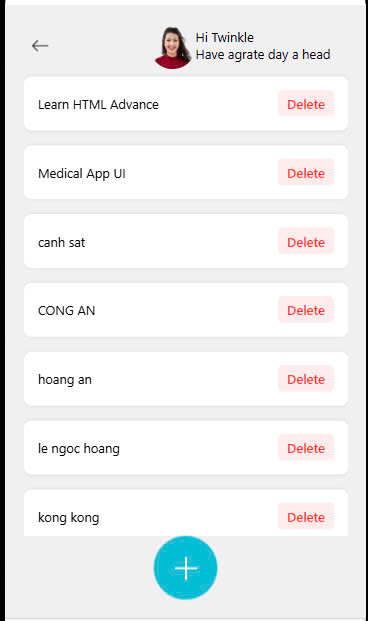 Hi Twinkle
Have agrate day a head
Learn HTML Advance
Delete
Medical App UI
Delete
canh sat
Delete
CONG AN
Delete
hoang an
Delete
le ngoc hoang
Delete
kong kong
Delete